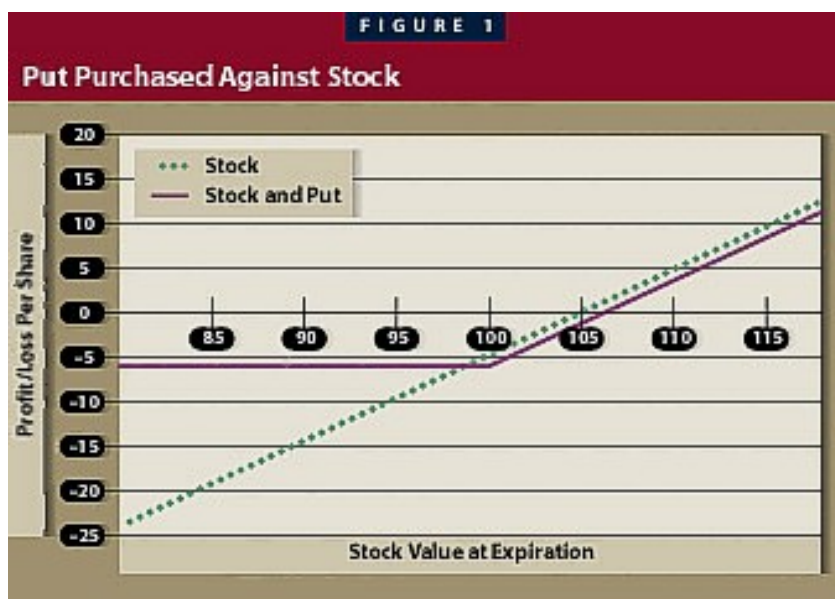 FIGURE 1
Put Purchased Against Stock
Profit/Loss Per Share
20
15
10
5
0
-5
-10
-15
-20
-25
Stock
Stock and Put
85 90 95 100 105 110 115
Stock Value at Expiration